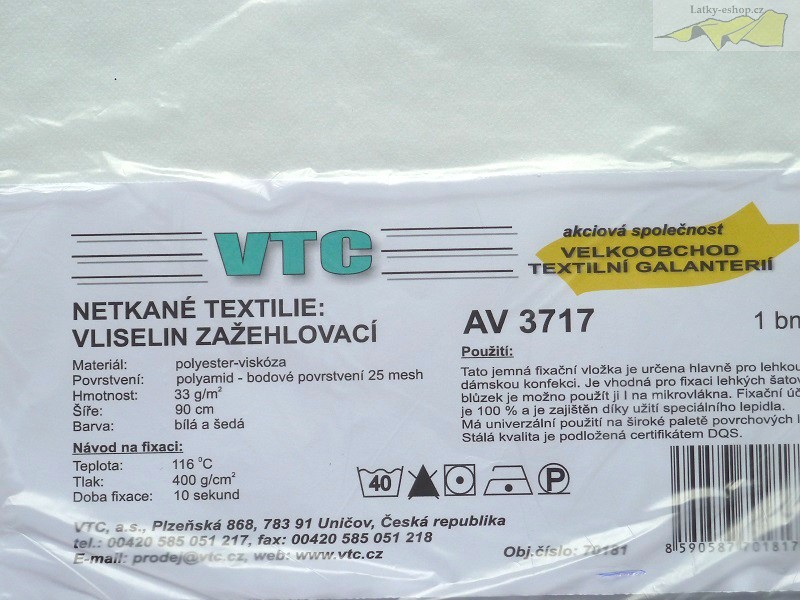 Latky-eshop.cz
VTC
akciová společnost
VELKOOBCHOD
TEXTILNÍ GALANTERIÍ
NETKANÉ TEXTILIE:
VLISELIN ZAŽEHLOVACÍ
AV 3717
1 bm
Materiál: polyester-viskóza
Povrstvení: polyamid - bodové povrstvení 25 mesh
Hmotnost: 33 g/m²
Šíře: 90 cm
Barva: bílá a šedá
Návod na fixaci:
Teplota: 116 °C
Tlak: 400 g/cm²
Doba fixace: 10 sekund
Použití:
Tato jemná fixační vložka je určena hlavně pro lehkou
dámskou konfekci. Je vhodná pro fixaci lehkých šatov
blůzek je možno použít ji I na mikrovlákna. Fixační úč
je 100 % a je zajištěn díky užití speciálního lepidla.
Má univerzální použití na široké paletě povrchových l
Stálá kvalita je podložená certifikátem DQS.
40
P
VTC, a.s., Plzeňská 868, 783 91 Uničov, Česká republika
tel.: 00420 585 051 217, fax: 00420 585 051 218
E-mail: prodej@vtc.cz, web: www.vtc.cz
Obj.číslo: 70181
8 590587 701817